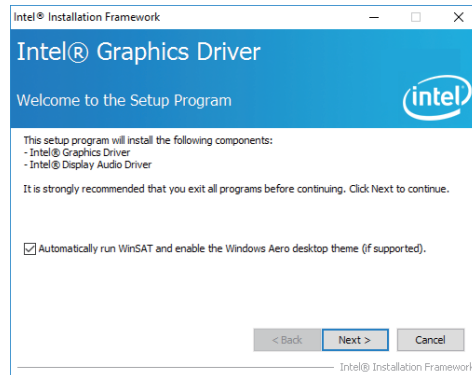 Intel® Installation Framework
Intel® Graphics Driver
Welcome to the Setup Program
intel
This setup program will install the following components:
- Intel® Graphics Driver
- Intel® Display Audio Driver
It is strongly recommended that you exit all programs before continuing. Click Next to continue.
Automatically run WinSAT and enable the Windows Aero desktop theme (if supported).
< Back
Next >
Cancel
Intel® Installation Framework